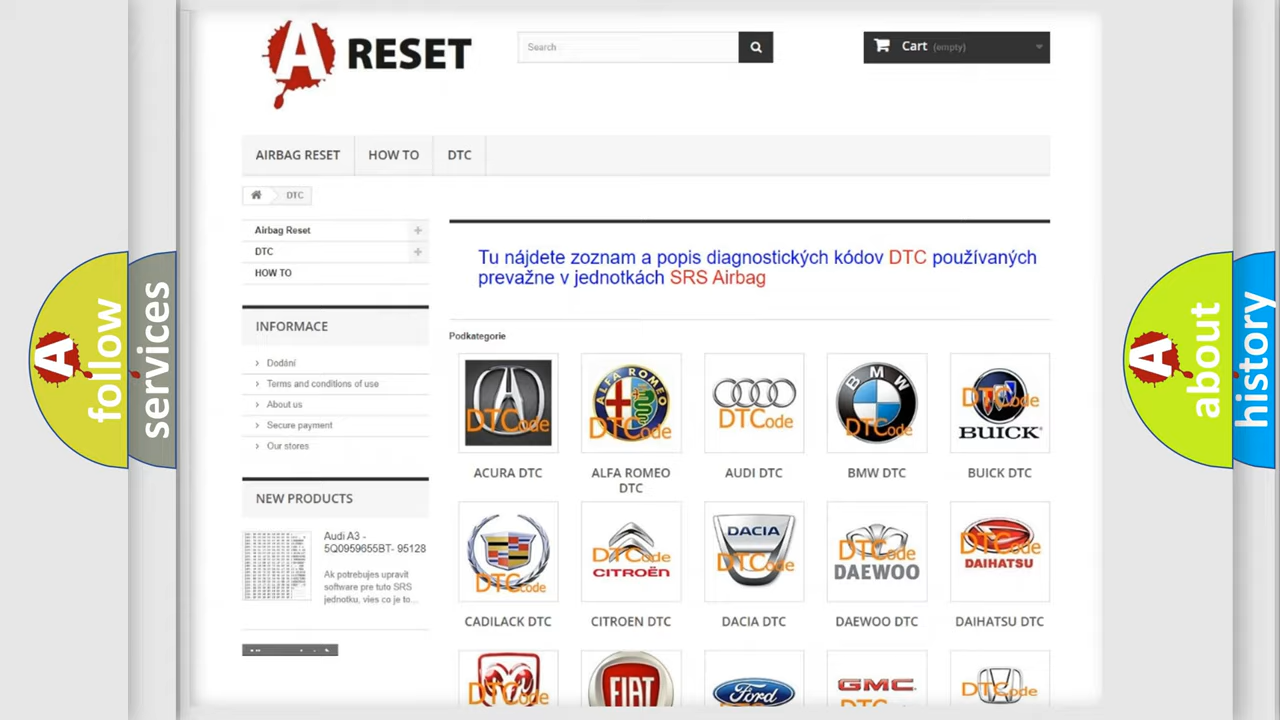 A RESET
Search
Cart (empty)
AIRBAG RESET HOW TO DTC
DTC
Airbag Reset
DTC
HOW TO
INFORMACE
Dodání
Terms and conditions of use
About us
Secure payment
Our stores
NEW PRODUCTS
Audi A3 -
5Q0959655BT- 95128
Ak potrebujes upravit
software pre tuto SRS
jednotku, vies co je to...
Tu nájdete zoznam a popis diagnostických kódov DTC používaných
prevažne v jednotkách SRS Airbag
Podkategorie
DTCode
ALFA ROMEO
DTCode
DTCode
BMW
DTCode
DTCode
BUICK
ACURA DTC
ALFA ROMEO
DTC
AUDI DTC
BMW DTC
BUICK DTC
DTCode
DTCode
CITROËN
DACIA
DTCode
DTCode
DAEWOO
DTCode
DAIHATSU
CADILACK DTC
CITROEN DTC
DACIA DTC
DAEWOO DTC
DAIHATSU DTC
DTCode
FIAT
Ford
GMC
DTCode
A follow
services
A about
history